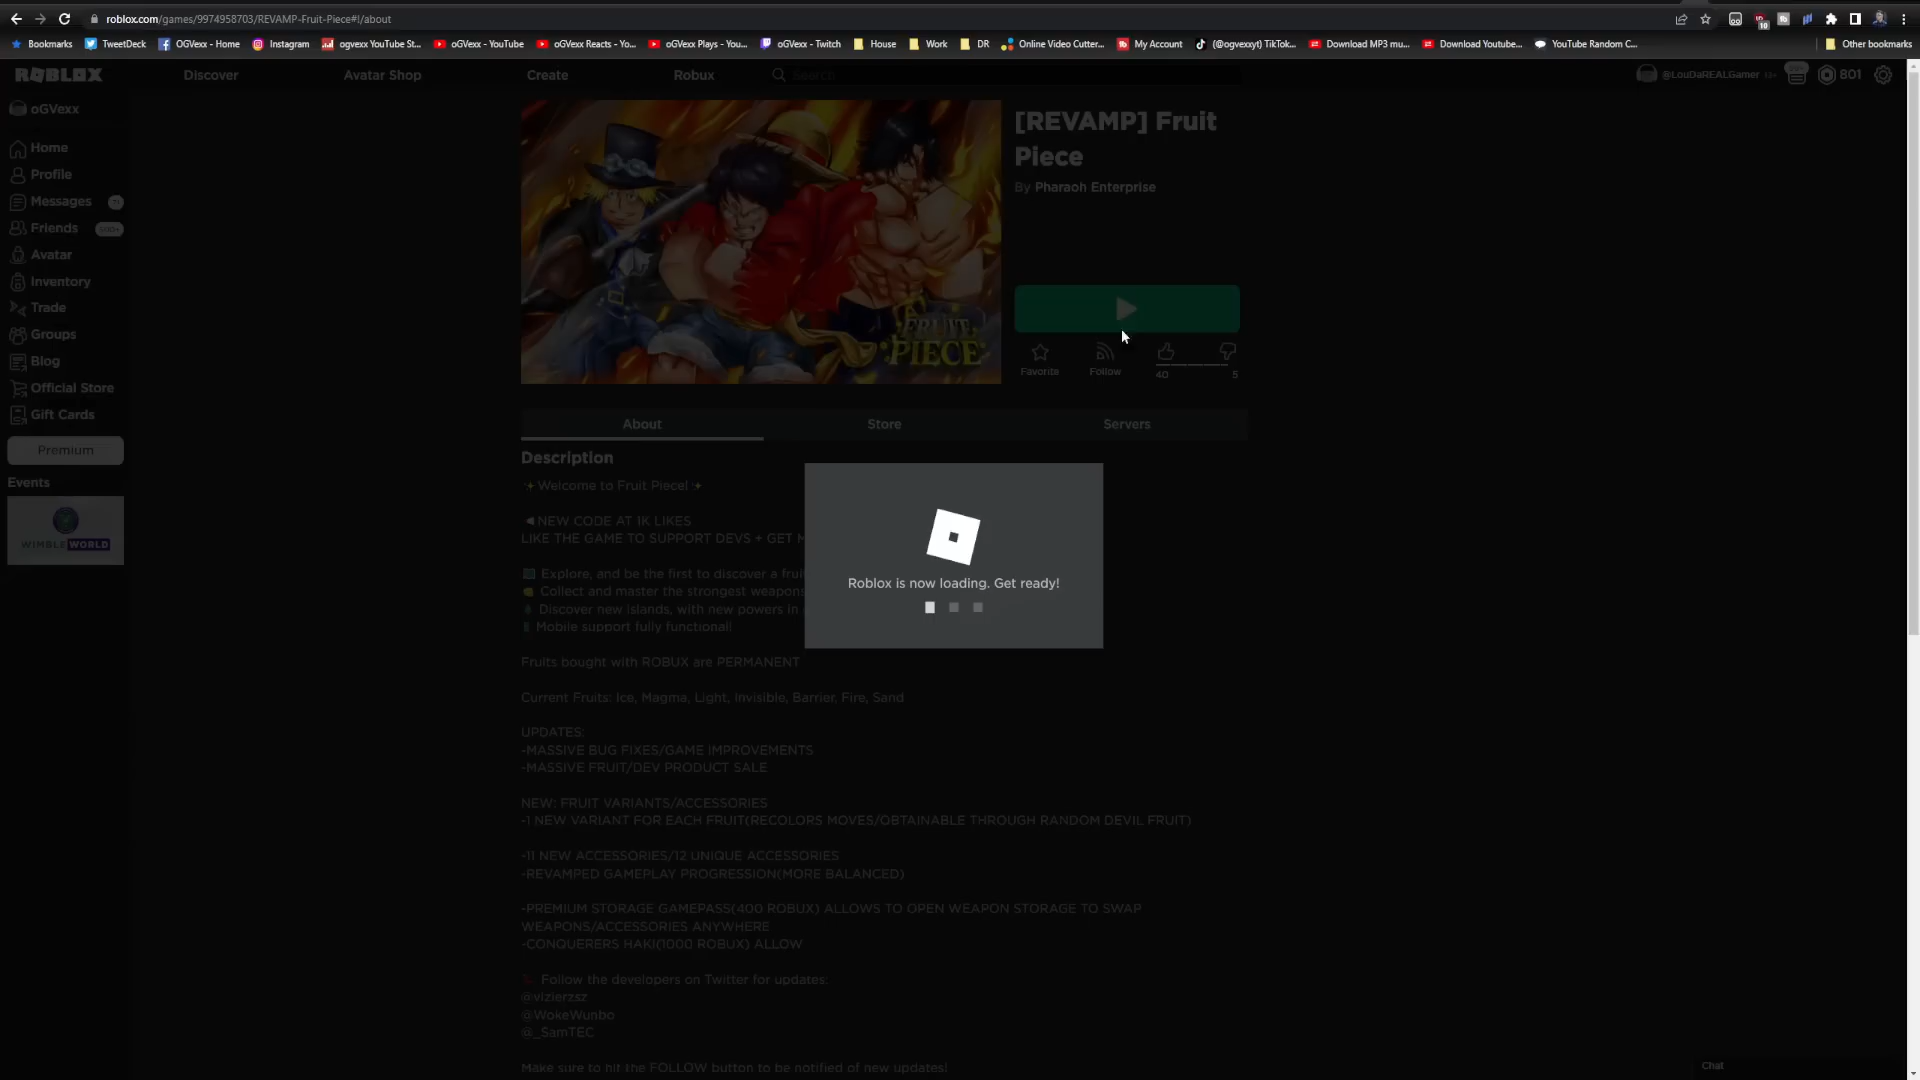 roblox.com/games/9974958703/REVAMP-Fruit-Piece#!/about
10
Bookmarks
TweetDeck
OGVexx - Home
Instagram
ogvexx YouTube St...
oGVexx - YouTube
oGVexx Reacts - Yo...
oGVexx Plays - You...
oGVexx - Twitch
House
Work
DR
Online Video Cutter...
My Account
(@ogvexxyt) TikTok...
Download MP3 mu...
Download Youtube...
YouTube Random C...
Other bookmarks
ROBLOX
Discover
Avatar Shop
Create
Robux
Search
@LouDaREALGamer
801
oGVexx
Home
Profile
Messages
Friends
Avatar
Inventory
Trade
Groups
Blog
Official Store
Gift Cards
Premium
Events
WIMBLEWORLD
FRUIT
PIECE
[REVAMP] Fruit
Piece
By Pharaoh Enterprise
Favorite
Follow
40
5
About
Store
Servers
Description
Welcome to Fruit Piece!
NEW CODE AT 1K LIKES
LIKE THE GAME TO SUPPORT DEVS + GET
Explore, and be the first to discover a
Collect and master the strongest weapons
Discover new islands, with new powers in
Mobile support fully functional!
Fruits bought with ROBUX are PERMANENT
Current Fruits: Ice, Magma, Light, Invisible, Barrier, Fire, Sand
UPDATES:
-MASSIVE BUG FIXES/GAME IMPROVEMENTS
-MASSIVE FRUIT/DEV PRODUCT SALE
NEW: FRUIT VARIANTS/ACCESSORIES
-1 NEW VARIANT FOR EACH FRUIT(RECOLORS MOVES/OBTAINABLE THROUGH RANDOM DEVIL FRUIT)
-11 NEW ACCESSORIES/12 UNIQUE ACCESSORIES
-REVAMPED GAMEPLAY PROGRESSION(MORE BALANCED)
-PREMIUM STORAGE GAMEPASS(400 ROBUX) ALLOWS TO OPEN WEAPON STORAGE TO SWAP
WEAPONS/ACCESSORIES ANYWHERE
-CONQUERERS HAKI(1000 ROBUX) ALLOW
Follow the developers on Twitter for updates:
@vizierzsz
@WokeWunbo
@_SamTEC
Make sure to hit the FOLLOW button to be notified of new updates!
Roblox is now loading. Get ready!
Chat